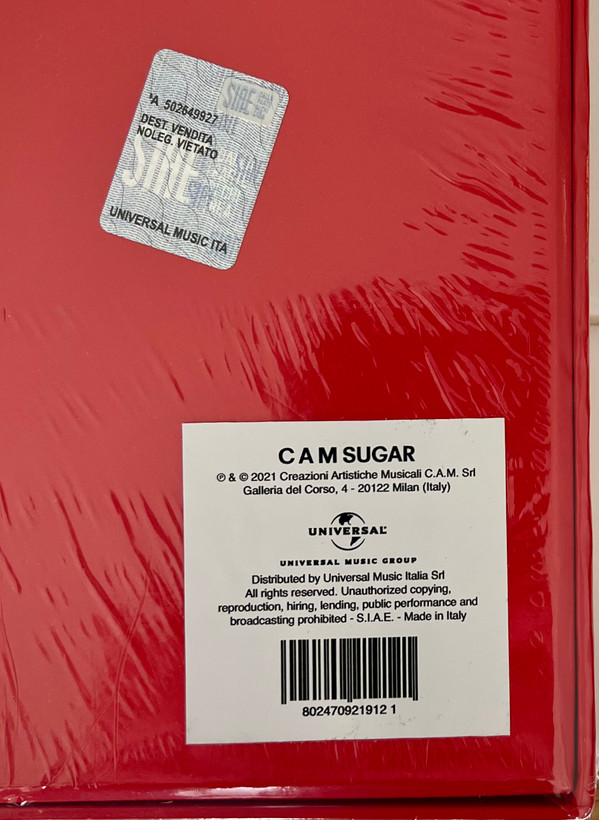 SIAE
*A 502649927
DEST. VENDITA
NOLEG. VIETATO
SIAE
UNIVERSAL MUSIC ITA
CAM SUGAR
℗ & © 2021 Creazioni Artistiche Musicali C.A.M. Srl
Galleria del Corso, 4 - 20122 Milan (Italy)
UNIVERSAL
UNIVERSAL MUSIC GROUP
Distributed by Universal Music Italia Srl
All rights reserved. Unauthorized copying,
reproduction, hiring, lending, public performance and
broadcasting prohibited - S.I.A.E. - Made in Italy
802470921912 1